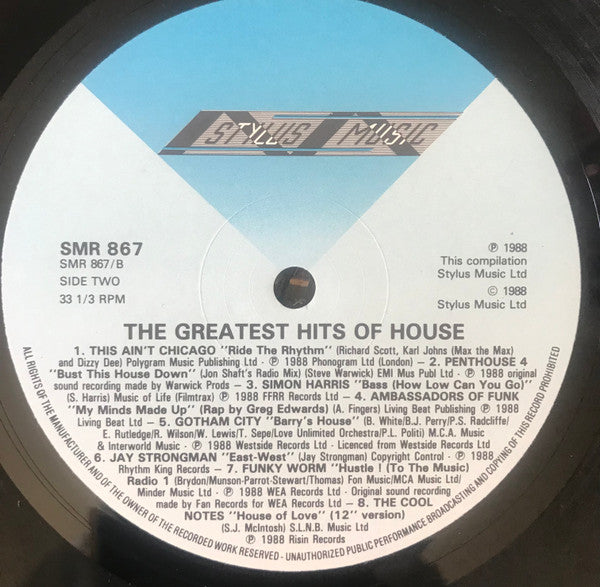 STYLUS MUSIC
SMR 867
SMR 867/B
SIDE TWO
33 1/3 RPM
℗ 1988
This compilation
Stylus Music Ltd
© 1988
Stylus Music Ltd
THE GREATEST HITS OF HOUSE
1. THIS AIN'T CHICAGO "Ride The Rhythm" (Richard Scott, Karl Johns (Max the Max)
and Dizzy Dee) Polygram Music Publishing Ltd · ℗ 1988 Phonogram Ltd (London) - 2. PENTHOUSE 4
"Bust This House Down" (Jon Shaft's Radio Mix) (Steve Warwick) EMI Mus Publ Ltd - ℗ 1988 original
sound recording made by Warwick Prods - 3. SIMON HARRIS "Bass (How Low Can You Go)"
(S. Harris) Music of Life (Filmtrax) - ℗ 1988 FFRR Records Ltd - 4. AMBASSADORS OF FUNK
"My Minds Made Up" (Rap by Greg Edwards) (A. Fingers) Living Beat Publishing - ℗ 1988
Living Beat Ltd - 5. GOTHAM CITY "Barry's House" (B. White/B.J. Perry/P.S. Radcliffe/
E. Rutledge/R. Wilson/W. Lewis/T. Sepe/Love Unlimited Orchestra/P.L. Politi) M.C.A. Music
& Interworld Music - ℗ 1988 Westside Records Ltd - Licenced from Westside Records Ltd
6. JAY STRONGMAN "East-West" (Jay Strongman) Copyright Control - ℗ 1988
Rhythm King Records - 7. FUNKY WORM "Hustle ! (To The Music)
Radio 1 (Brydon/Munson-Parrot-Stewart/Thomas) Fon Music/MCA Music Ltd/
Minder Music Ltd - ℗ 1988 WEA Records Ltd - Original sound recording
made by Fan Records for WEA Records Ltd - 8. THE COOL
NOTES "House of Love" (12" version)
(S.J. McIntosh) S.L.N.B. Music Ltd
℗ 1988 Risin Records
ALL RIGHTS OF THE MANUFACTURER AND OF THE OWNER OF THE RECORDED WORK RESERVED - UNAUTHORIZED PUBLIC PERFORMANCE BROADCASTING AND COPYING OF THIS RECORD PROHIBITED